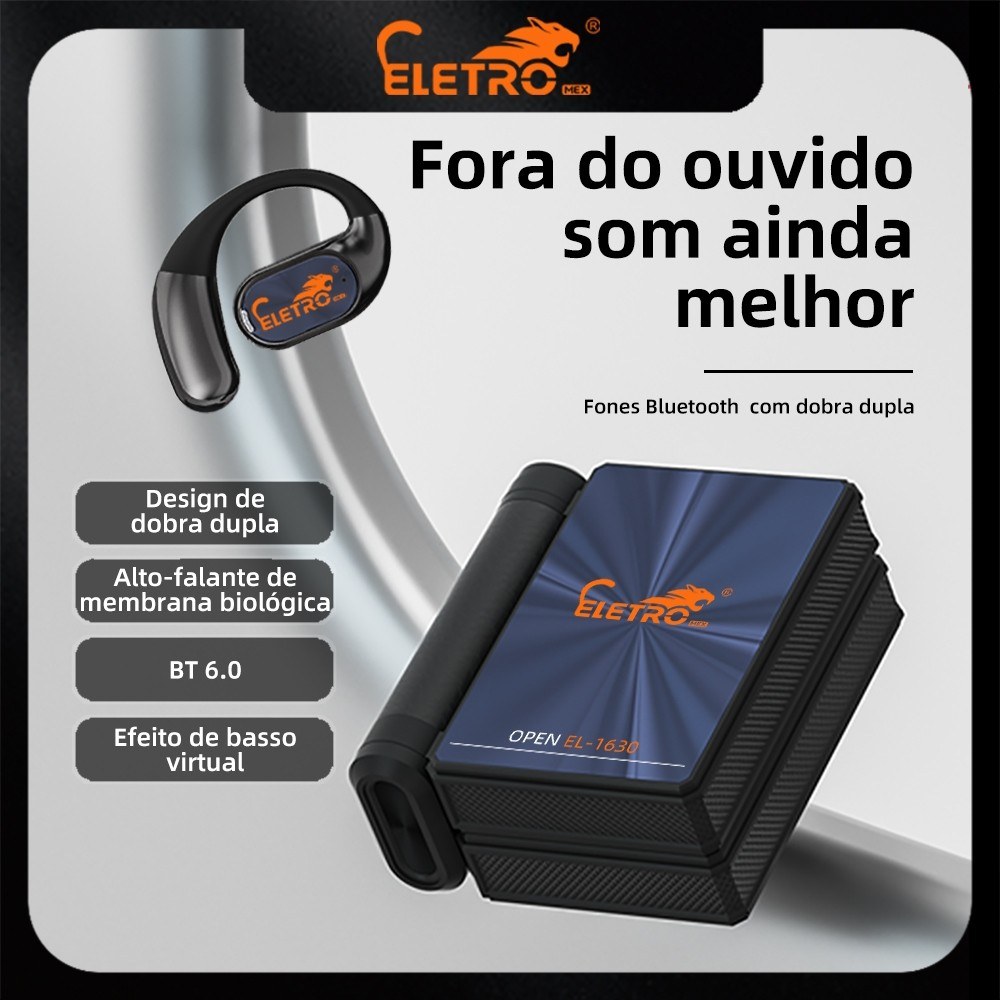 ELETRO
MEX
®
Fora do ouvido
som ainda
melhor
Fones Bluetooth com dobra dupla
ELETRO
®
Design de
dobra dupla
Alto-falante de
membrana biológica
BT 6.0
Efeito de basso
virtual
ELETRO
MEX
®
OPEN EL-1630